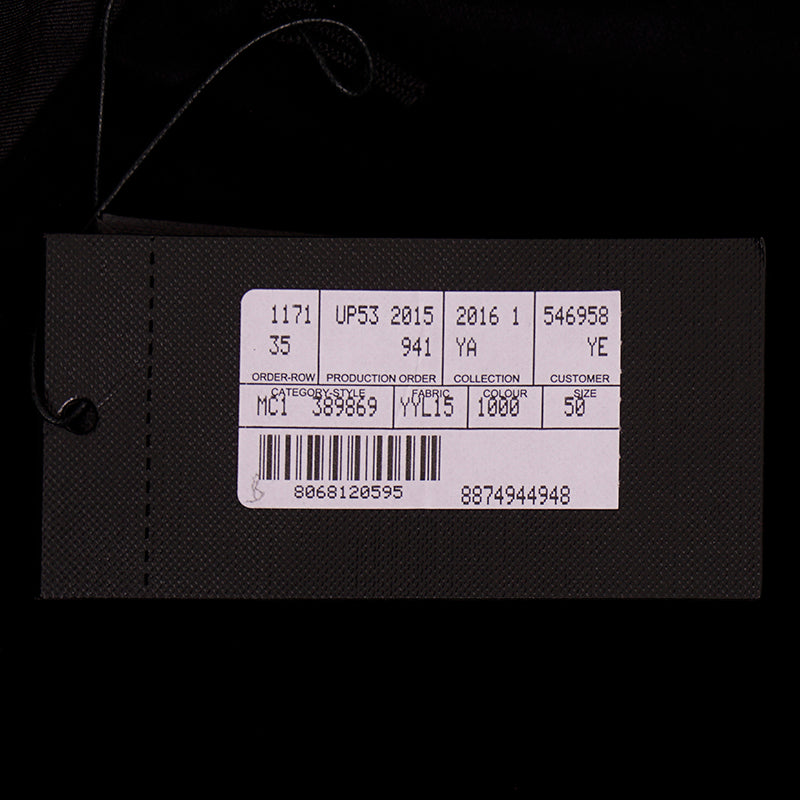 1171 UP53 2015 2016 1 546958
35 941 YA YE
ORDER-ROW PRODUCTION ORDER COLLECTION CUSTOMER
CATEGORY-STYLE FABRIC COLOUR SIZE
MC1 389869 YYL15 1000 50
8068120595 8874944948